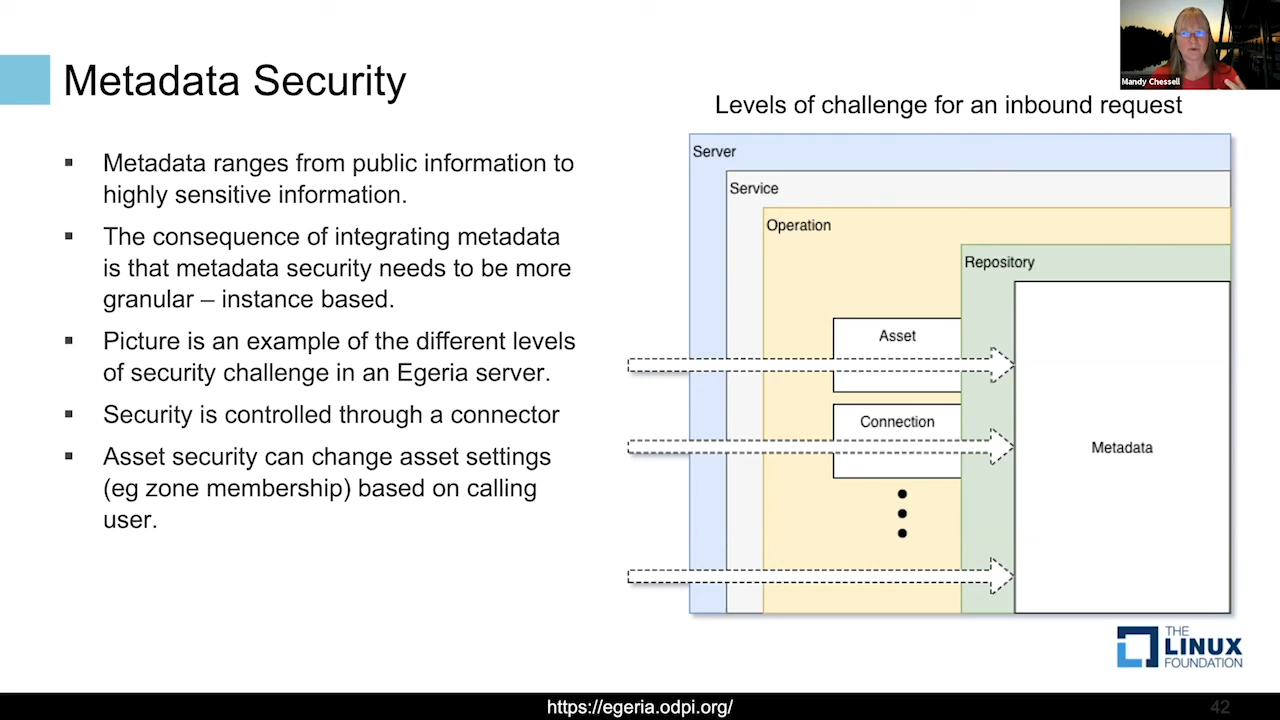 Metadata Security
Mandy Chessell
Levels of challenge for an inbound request
▪ Metadata ranges from public information to
highly sensitive information.
▪ The consequence of integrating metadata
is that metadata security needs to be more
granular – instance based.
▪ Picture is an example of the different levels
of security challenge in an Egeria server.
▪ Security is controlled through a connector
▪ Asset security can change asset settings
(eg zone membership) based on calling
user.
Server
Service
Operation
Repository
Asset
Connection
Metadata
THE
LINUX
FOUNDATION
https://egeria.odpi.org/
42